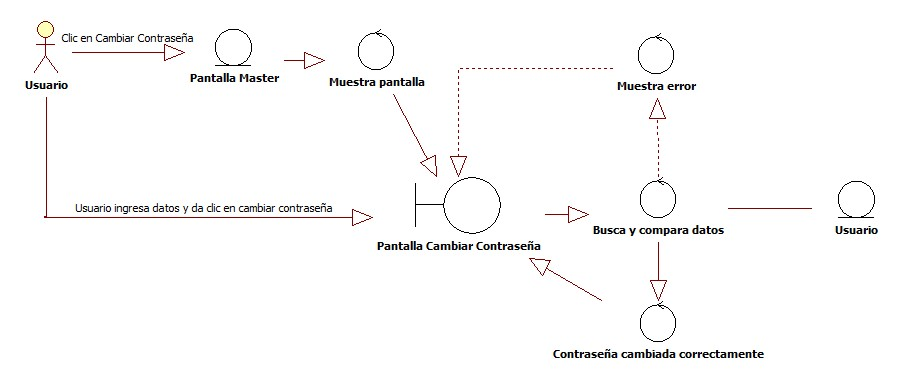 Clic en Cambiar Contraseña
Usuario
Pantalla Master
Muestra pantalla
Muestra error
Usuario ingresa datos y da clic en cambiar contraseña
Pantalla Cambiar Contraseña
Busca y compara datos
Usuario
Contraseña cambiada correctamente